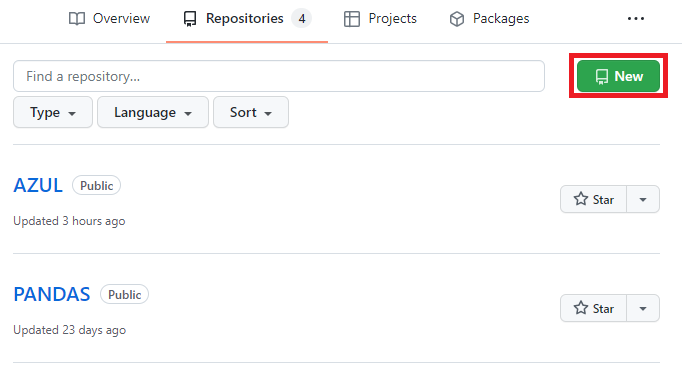 Overview Repositories 4 Projects Packages ...
Find a repository...
New
Type Language Sort
AZUL Public
Star
Updated 3 hours ago
PANDAS Public
Star
Updated 23 days ago